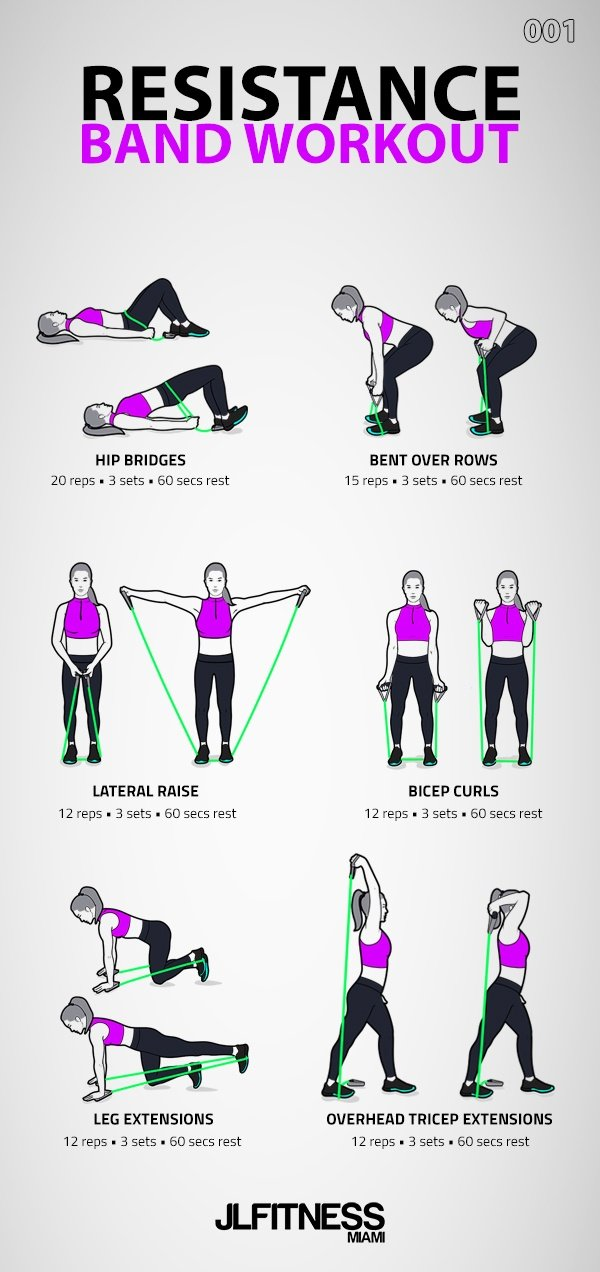 001
RESISTANCE
BAND WORKOUT
HIP BRIDGES
20 reps ▪ 3 sets ▪ 60 secs rest
BENT OVER ROWS
15 reps ▪ 3 sets ▪ 60 secs rest
LATERAL RAISE
12 reps ▪ 3 sets ▪ 60 secs rest
BICEP CURLS
12 reps ▪ 3 sets ▪ 60 secs rest
LEG EXTENSIONS
12 reps ▪ 3 sets ▪ 60 secs rest
OVERHEAD TRICEP EXTENSIONS
12 reps ▪ 3 sets ▪ 60 secs rest
JLFITNESS
MIAMI